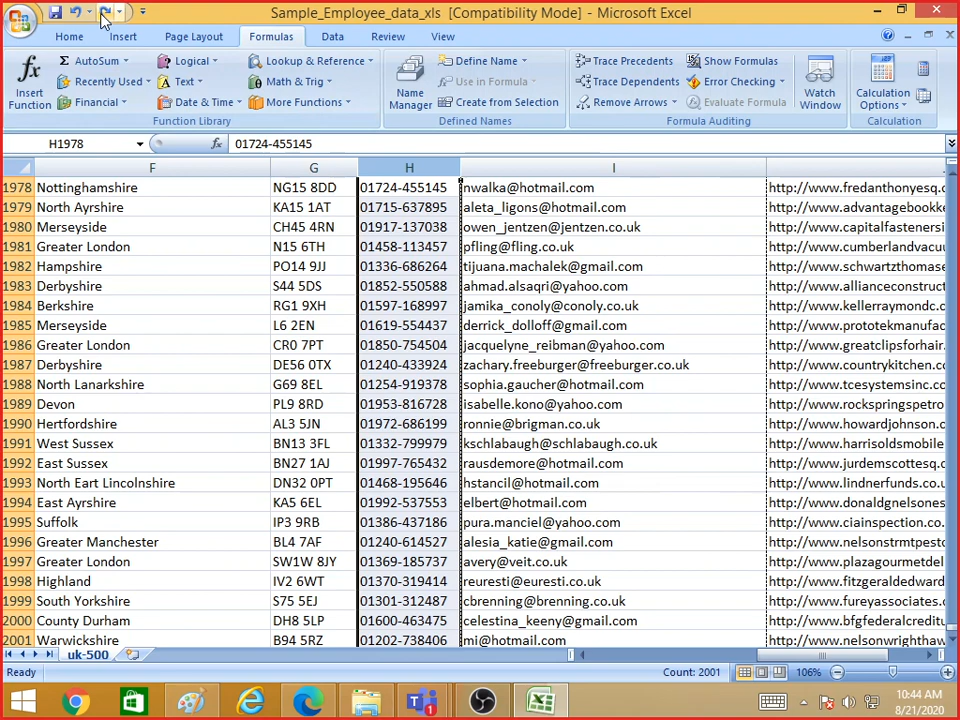 Sample_Employee_data_xls [Compatibility Mode] - Microsoft Excel
Home Insert Page Layout Formulas Data Review View
Insert Function
AutoSum
Recently Used
Financial
Logical
Text
Date & Time
Lookup & Reference
Math & Trig
More Functions
Function Library
Name Manager
Define Name
Use in Formula
Create from Selection
Defined Names
Trace Precedents
Trace Dependents
Remove Arrows
Show Formulas
Error Checking
Evaluate Formula
Formula Auditing
Watch Window
Calculation Options
Calculation
H1978 fx 01724-455145
F G H I
1978 Nottinghamshire NG15 8DD 01724-455145 nwalka@hotmail.com http://www.fredanthonyesq.c
1979 North Ayrshire KA15 1AT 01715-637895 aleta_ligons@hotmail.com http://www.advantagebookke
1980 Merseyside CH45 4RN 01917-137038 owen_jentzen@jentzen.co.uk http://www.capitalfasteners
1981 Greater London N15 6TH 01458-113457 pfling@fling.co.uk http://www.cumberlandvacu
1982 Hampshire PO14 9JJ 01336-686264 tijuana.machalek@gmail.com http://www.schwartzthomase
1983 Derbyshire S44 5DS 01852-550588 ahmad.alsaqri@yahoo.com http://www.allianceconstruct
1984 Berkshire RG1 9XH 01597-168997 jamika_conoly@conoly.co.uk http://www.kellerraymondc.c
1985 Merseyside L6 2EN 01619-554437 derrick_dolloff@gmail.com http://www.prototekmanufac
1986 Greater London CR0 7PT 01850-754504 jacquelyne_reibman@yahoo.com http://www.greatclipsforhair.
1987 Derbyshire DE56 0TX 01240-433924 zachary.freeburger@freeburger.co.uk http://www.countrykitchen.c
1988 North Lanarkshire G69 8EL 01254-919378 sophia.gaucher@hotmail.com http://www.tcesystemsinc.c
1989 Devon PL9 8RD 01953-816728 isabelle.kono@yahoo.com http://www.rockspringspetro
1990 Hertfordshire AL3 5JN 01972-686199 ronnie@brigman.co.uk http://www.howardjohnson.c
1991 West Sussex BN13 3FL 01332-799979 kschlabaugh@schlabaugh.co.uk http://www.harrisoldsmobile
1992 East Sussex BN27 1AJ 01997-765432 rausdemore@hotmail.com http://www.jurdemscottesq.c
1993 North Eart Lincolnshire DN32 0PT 01468-195646 hstancil@hotmail.com http://www.lindnerfunds.co.u
1994 East Ayrshire KA5 6EL 01992-537553 elbert@hotmail.com http://www.donaldgnelsones
1995 Suffolk IP3 9RB 01386-437186 pura.manciel@yahoo.com http://www.ciainspection.co.
1996 Greater Manchester BL4 7AF 01240-614527 alesia_katie@gmail.com http://www.nelsonstrmtpest
1997 Greater London SW1W 8JY 01369-185737 avery@veit.co.uk http://www.plazagourmetdel
1998 Highland IV2 6WT 01370-319414 reuresti@euresti.co.uk http://www.fitzgeraldedward
1999 South Yorkshire S75 5EJ 01301-312487 cbrenning@brenning.co.uk http://www.fureyassociates.c
2000 County Durham DH8 5LP 01600-463475 celestina_keeny@gmail.com http://www.bfgfederalcreditu
2001 Warwickshire B94 5RZ 01202-738406 mi@hotmail.com http://www.nelsonwrighthaw
uk-500
Ready Count: 2001 106%
10:44 AM
8/21/2020